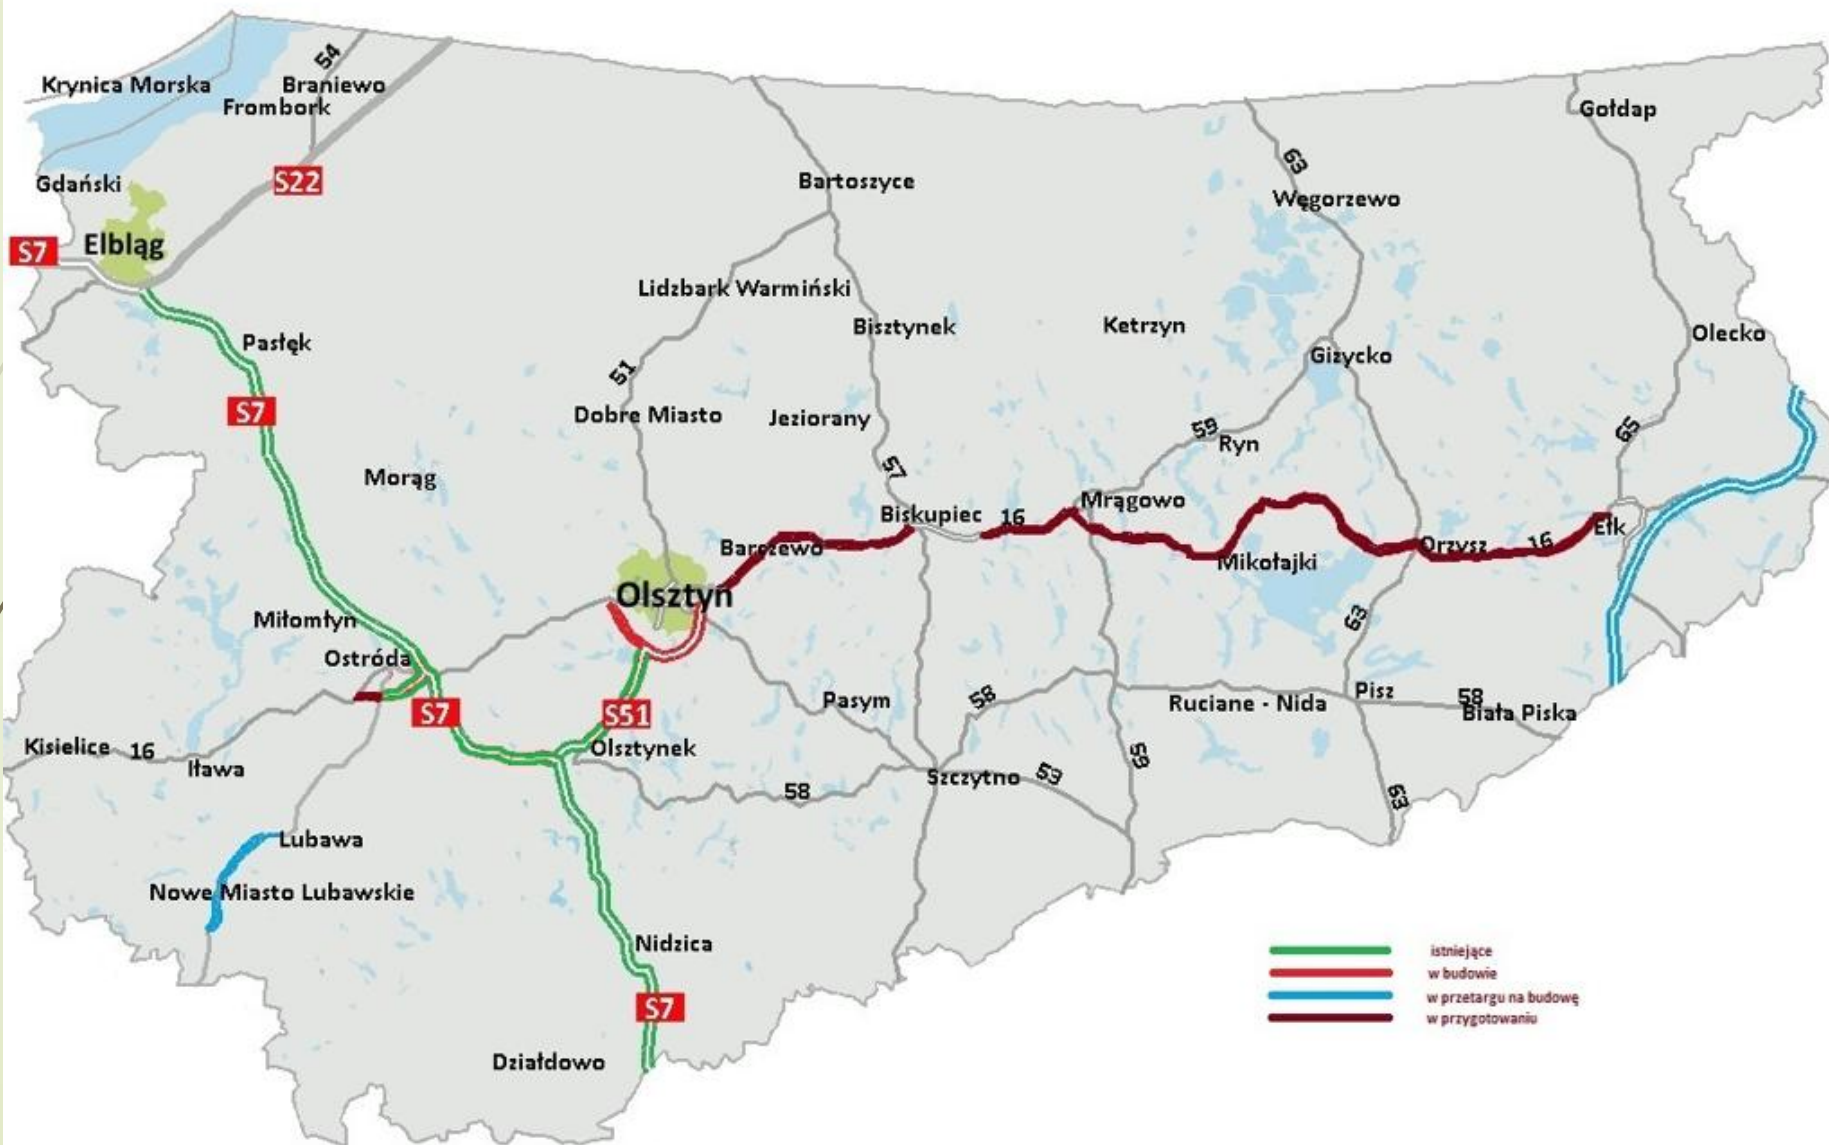 54
Krynica Morska
Braniewo
Frombork
Gołdap
63
S22
Gdański
Bartoszyce
Węgorzewo
Elbląg
S7
Lidzbark Warmiński
Bisztynek
Ketrzyn
Olecko
Pasłęk
Giżycko
51
S7
Dobre Miasto
Jeziorany
59
Ryn
65
Morąg
57
Mrągowo
Biskupiec
16
Ełk
Barczewo
Orzysz
16
Mikołajki
Olsztyn
Miłomłyn
63
Ostróda
S7
S51
Pasym
58
Ruciane - Nida
Pisz
58
Biała Piska
Kisielice
16
Iława
Olsztynek
58
Szczytno
53
59
63
Lubawa
Nowe Miasto Lubawskie
Nidzica
S7
Działdowo
istniejące
w budowie
w przetargu na budowę
w przygotowaniu